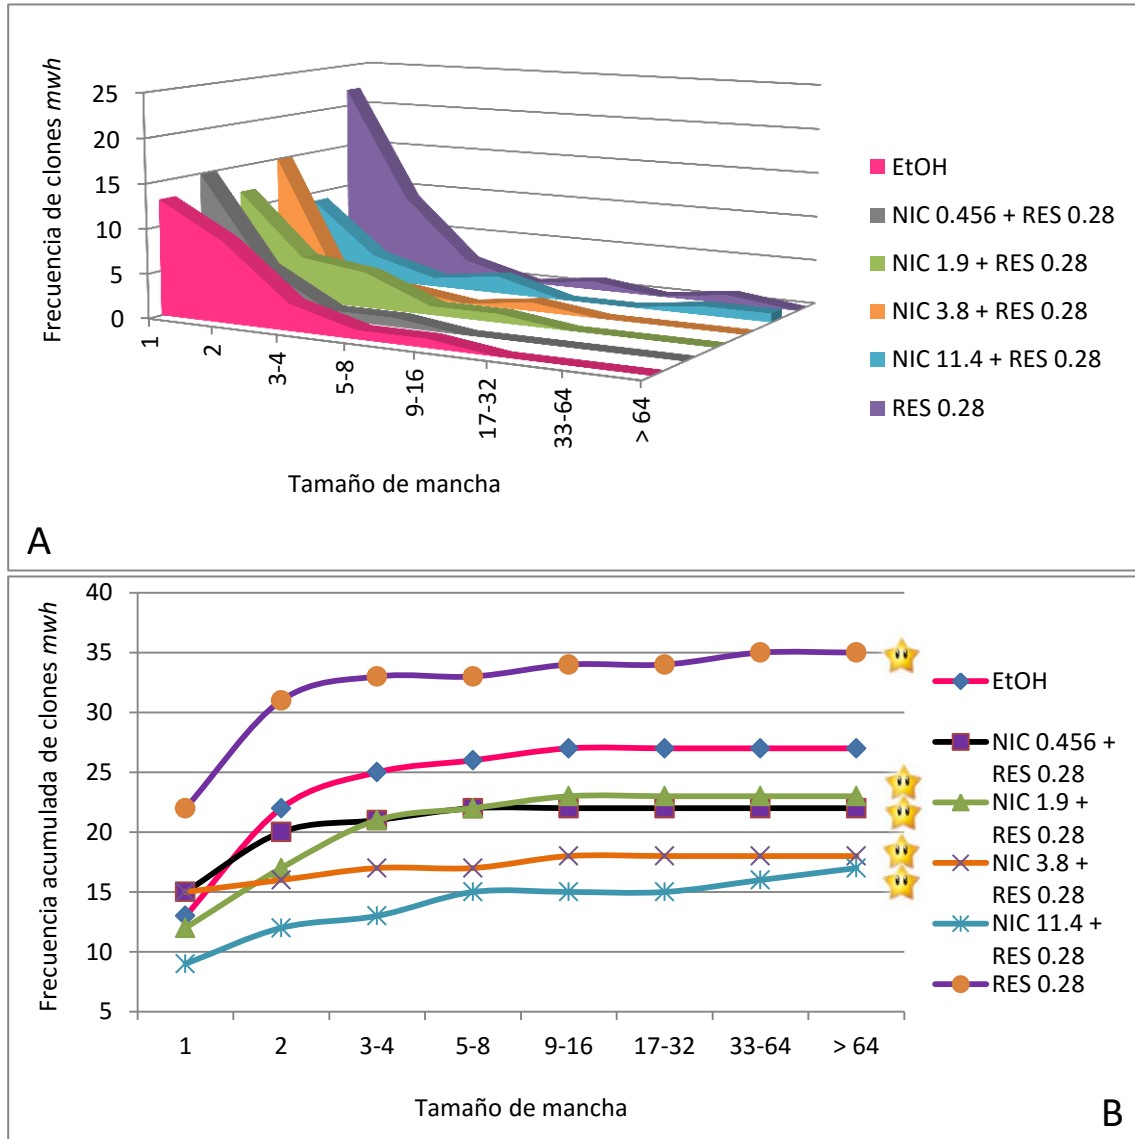 Frecuencia de clones mwh
25
20
15
10
5
0
1
2
3-4
5-8
9-16
17-32
33-64
> 64
Tamaño de mancha
EtOH
NIC 0.456 + RES 0.28
NIC 1.9 + RES 0.28
NIC 3.8 + RES 0.28
NIC 11.4 + RES 0.28
RES 0.28
A
Frecuencia acumulada de clones mwh
40
35
30
25
20
15
10
5
1
2
3-4
5-8
9-16
17-32
33-64
> 64
Tamaño de mancha
EtOH
NIC 0.456 +
RES 0.28
NIC 1.9 +
RES 0.28
NIC 3.8 +
RES 0.28
NIC 11.4 +
RES 0.28
RES 0.28
B